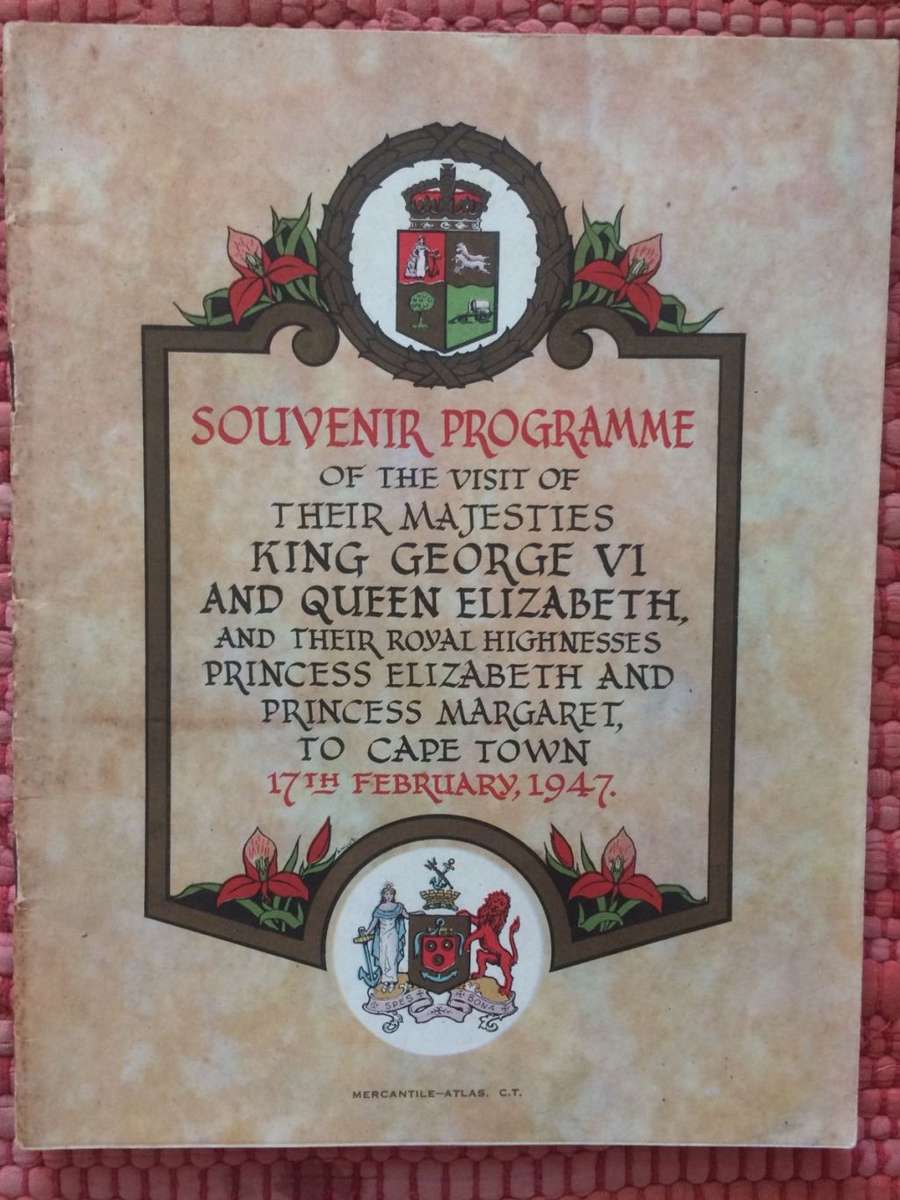 SOUVENIR PROGRAMME
OF THE VISIT OF
THEIR MAJESTIES
KING GEORGE VI
AND QUEEN ELIZABETH,
AND THEIR ROYAL HIGHNESSES
PRINCESS ELIZABETH AND
PRINCESS MARGARET,
TO CAPE TOWN
17TH FEBRUARY, 1947.
SPES BONA
MERCANTILE-ATLAS. C.T.